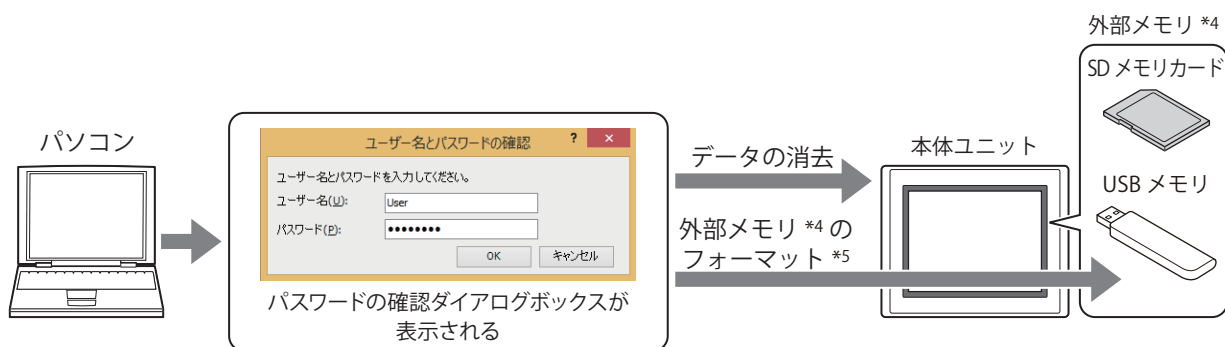 外部メモリ *4
SD メモリカード
USB メモリ
パソコン
ユーザー名とパスワードの確認 ? ×
ユーザー名とパスワードを入力してください。
ユーザー名(U): User
パスワード(P): ●●●●●●●●
OK キャンセル
パスワードの確認ダイアログボックスが
表示される
データの消去
外部メモリ *4 の
フォーマット *5
本体ユニット